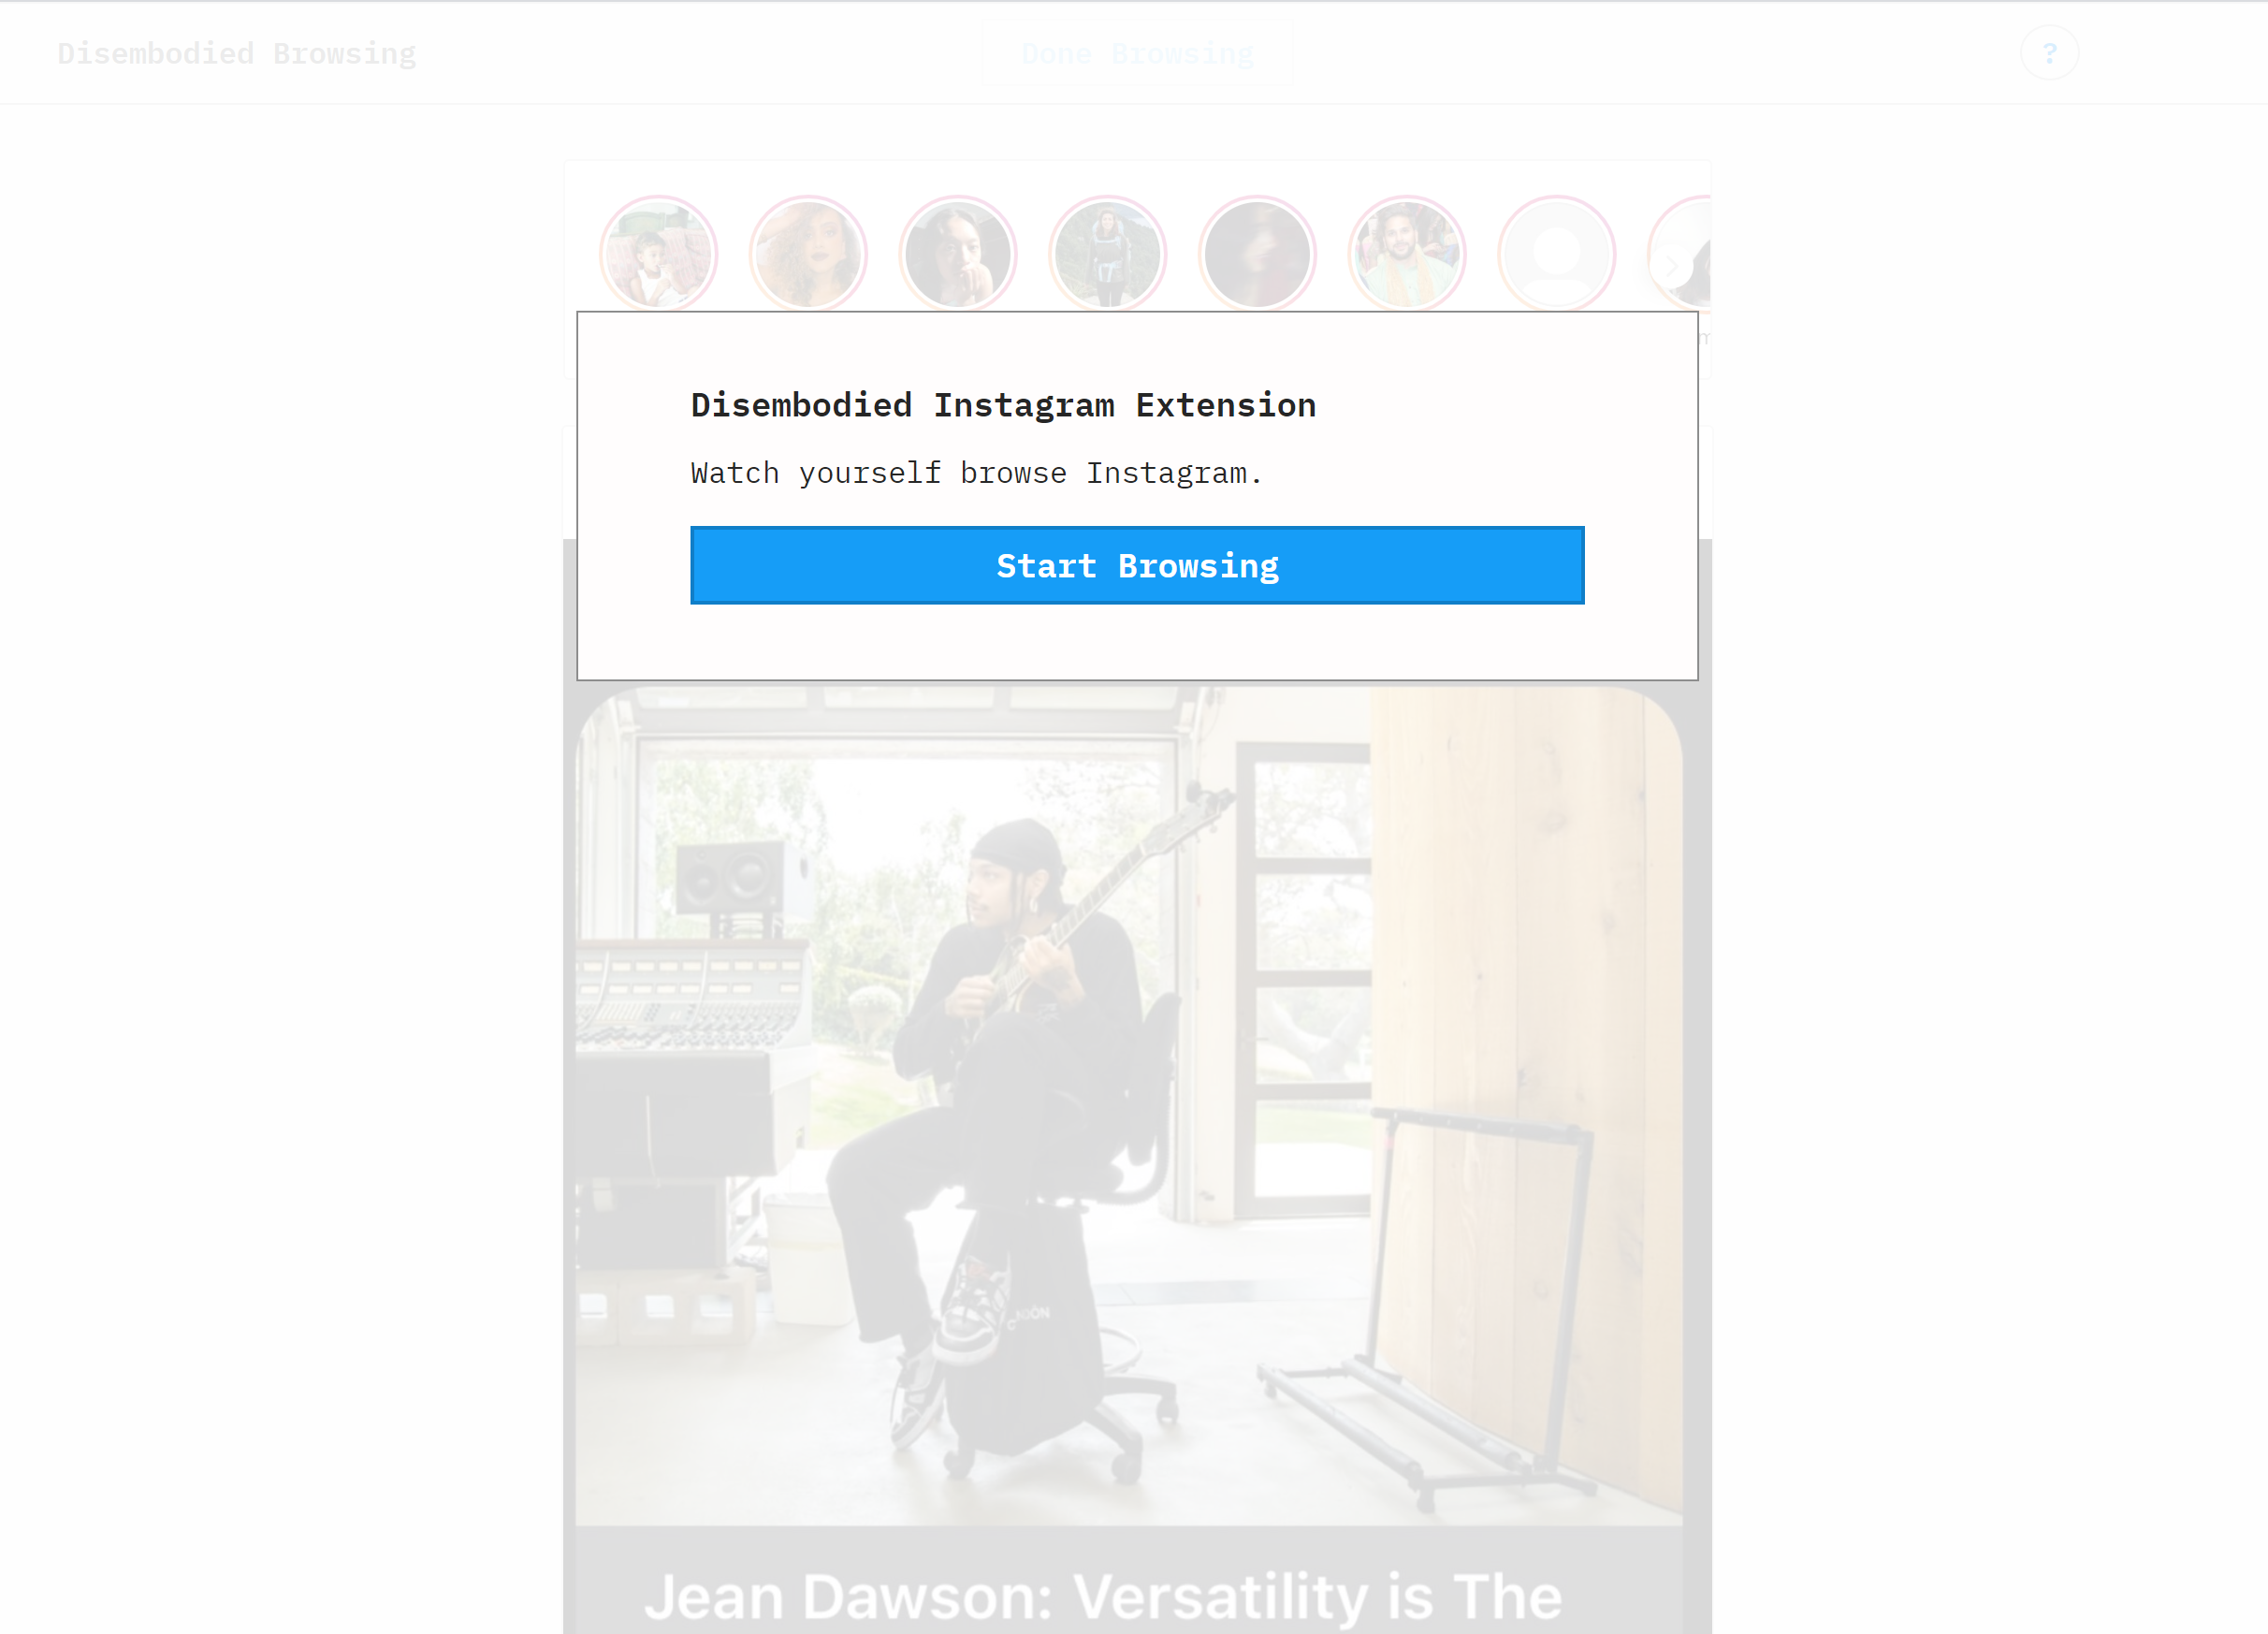 Disembodied Browsing
Done Browsing
?
Disembodied Instagram Extension
Watch yourself browse Instagram.
Start Browsing
Jean Dawson: Versatility is The